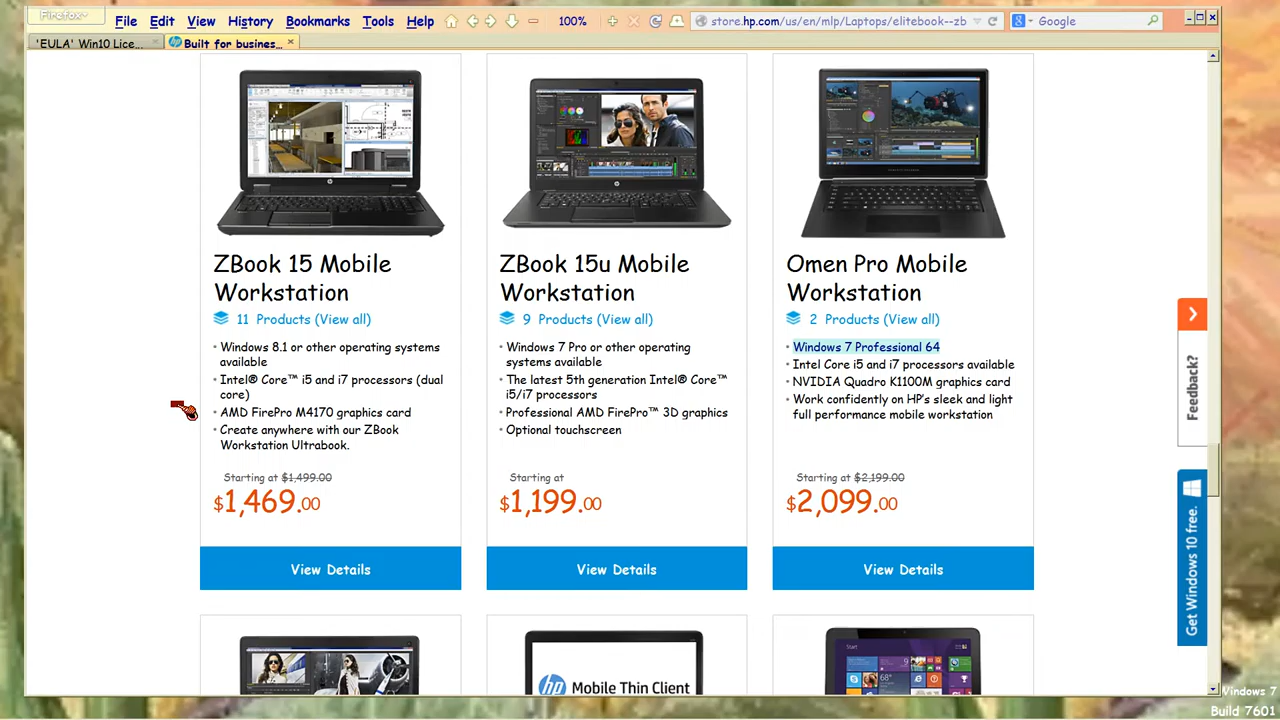 Firefox
File Edit View History Bookmarks Tools Help
100%
store.hp.com/us/en/mlp/Laptops/elitebook--zb
Google
'EULA' Win10 Lice...
Built for busines...
ZBook 15 Mobile
Workstation
11 Products (View all)
Windows 8.1 or other operating systems
available
Intel® Core™ i5 and i7 processors (dual
core)
AMD FirePro M4170 graphics card
Create anywhere with our ZBook
Workstation Ultrabook.
Starting at $1,499.00
$1,469.00
View Details
ZBook 15u Mobile
Workstation
9 Products (View all)
Windows 7 Pro or other operating
systems available
The latest 5th generation Intel® Core™
i5/i7 processors
Professional AMD FirePro™ 3D graphics
Optional touchscreen
Starting at
$1,199.00
View Details
Omen Pro Mobile
Workstation
2 Products (View all)
Windows 7 Professional 64
Intel Core i5 and i7 processors available
NVIDIA Quadro K1100M graphics card
Work confidently on HP's sleek and light
full performance mobile workstation
Starting at $2,199.00
$2,099.00
View Details
Feedback?
Get Windows 10 free.
hp Mobile Thin Client
Start
Windows 7
Build 7601